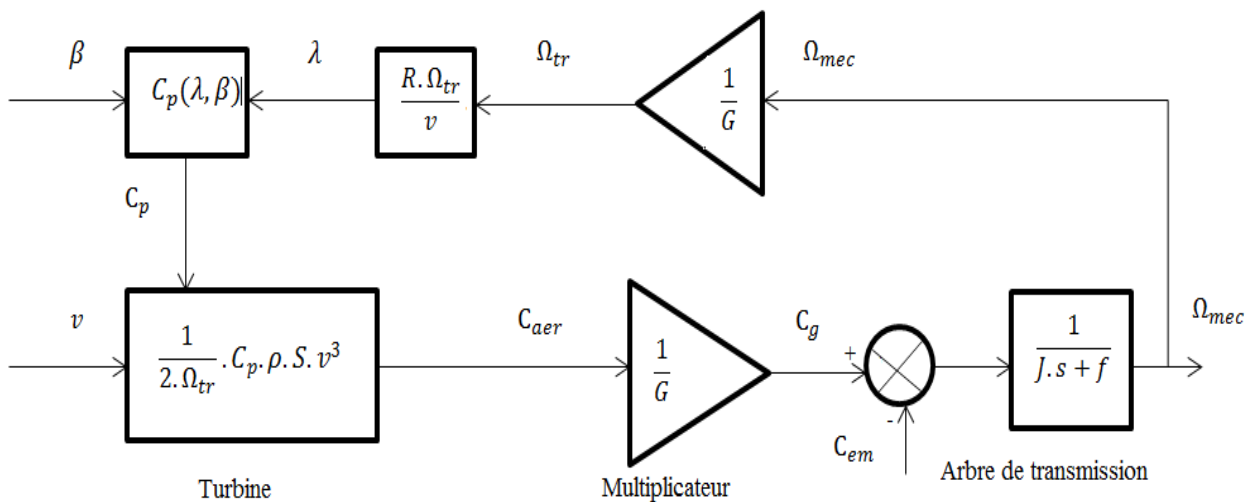 β
C_p(λ,β)
λ
R.Ω_tr / v
Ω_tr
1/G
Ω_mec
C_p
v
1/(2.Ω_tr) .C_p.ρ.S.v³
C_aer
1/G
C_g
+
-
C_em
1/(J.s+f)
Ω_mec
Turbine
Multiplicateur
Arbre de transmission